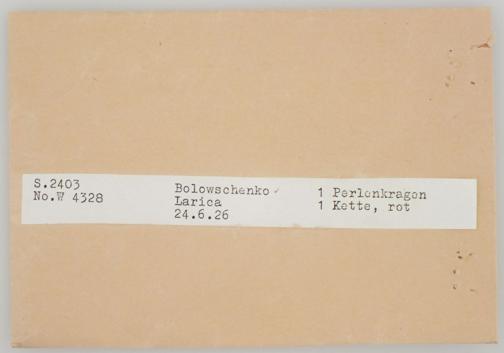 S.2403
No.W 4328
Bolowschenko
Larica
24.6.26
1 Perlenkragen
1 Kette, rot